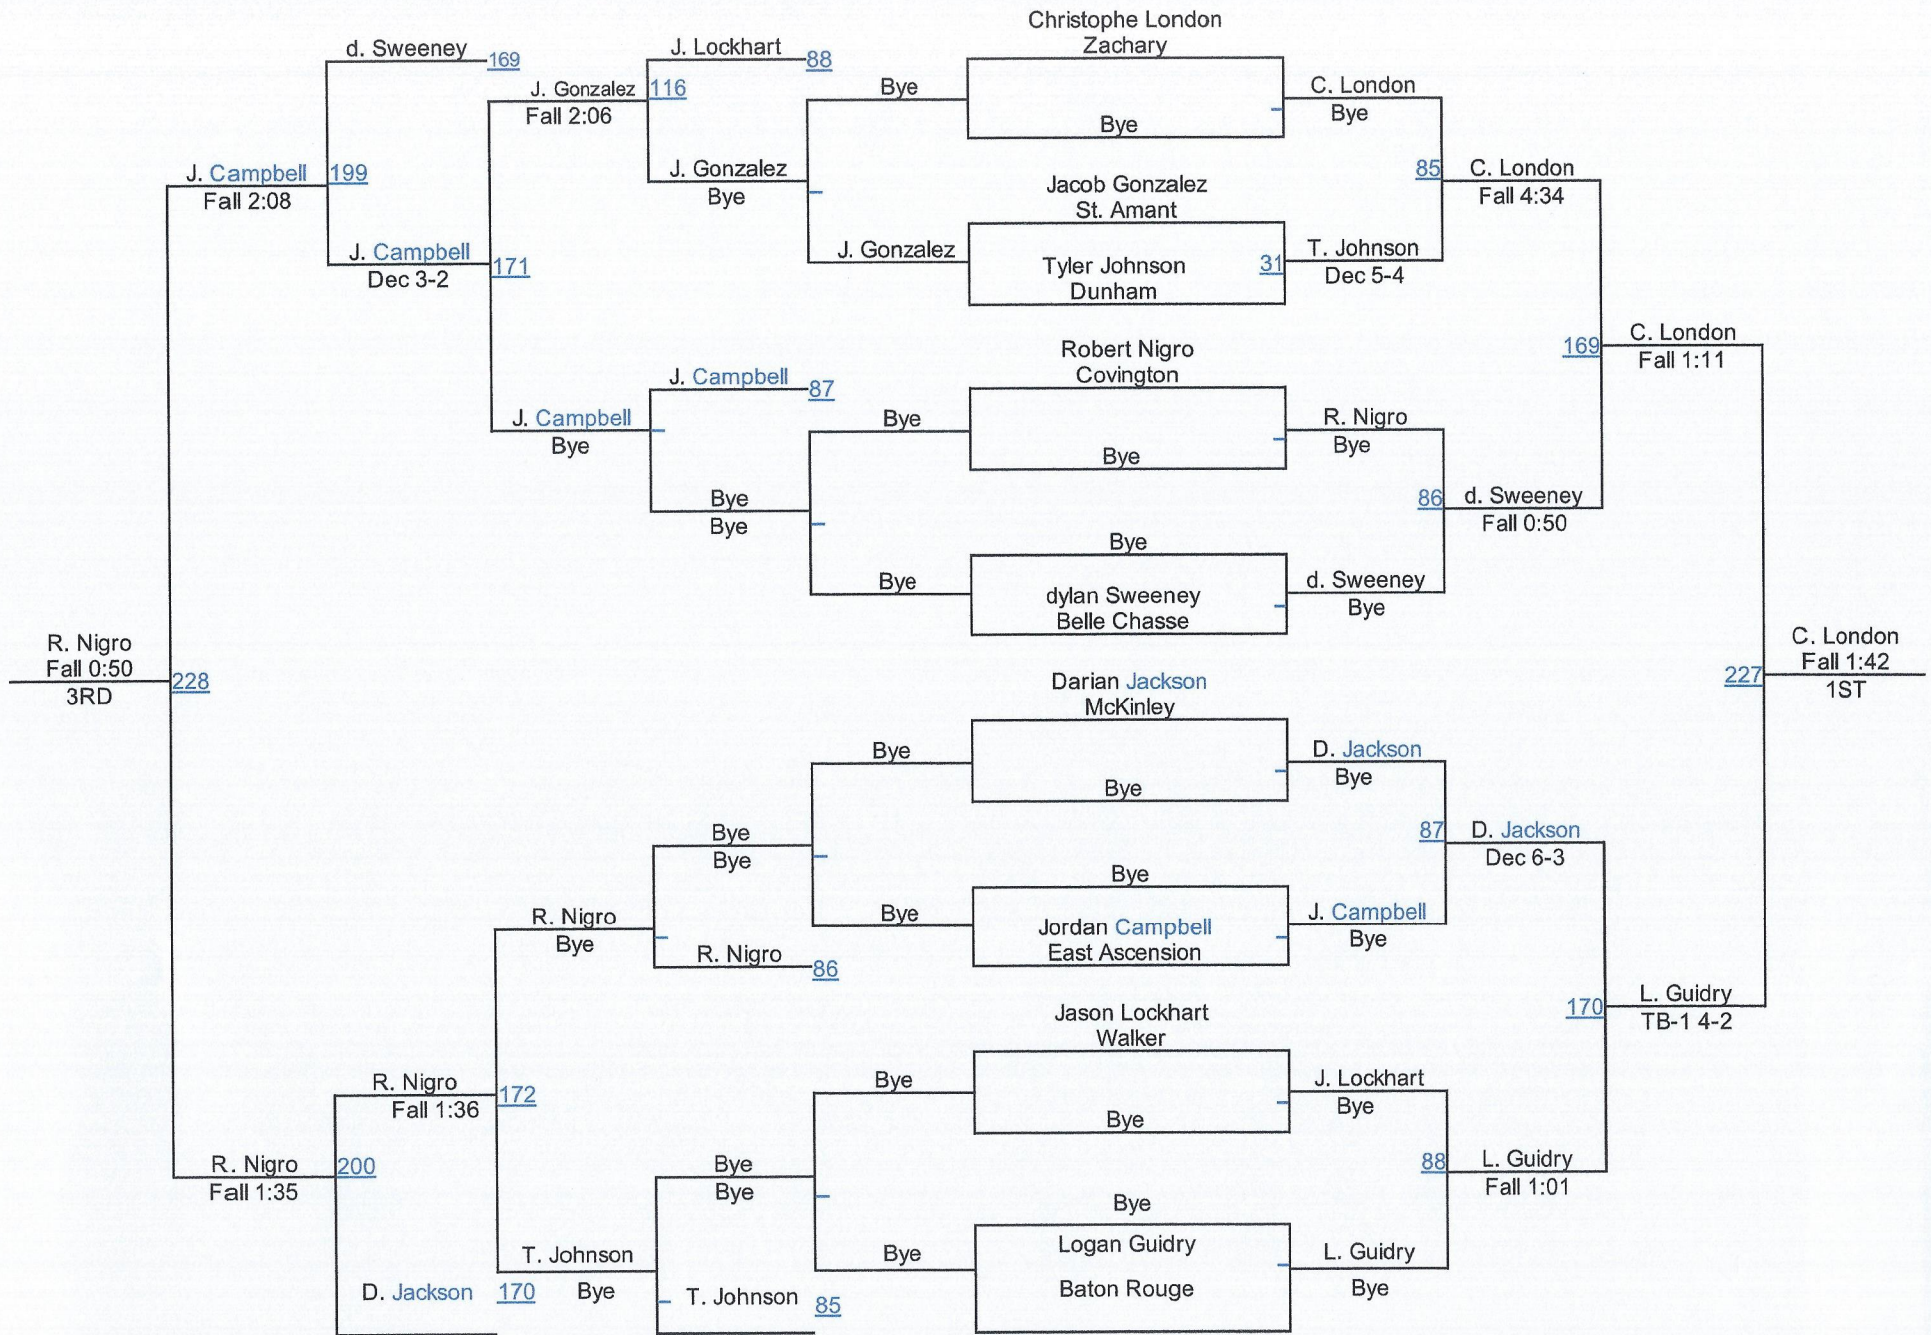 Christophe London
Zachary
d. Sweeney
169
J. Lockhart
88
J. Gonzalez
116
Fall 2:06
Bye
C. London
Bye
Bye
J. Campbell
199
Fall 2:08
J. Gonzalez
Bye
Jacob Gonzalez
St. Amant
85
C. London
Fall 4:34
J. Campbell
171
Dec 3-2
J. Gonzalez
Tyler Johnson
Dunham
31
T. Johnson
Dec 5-4
Robert Nigro
Covington
169
C. London
Fall 1:11
J. Campbell
87
J. Campbell
Bye
Bye
Bye
R. Nigro
Bye
Bye
Bye
86
d. Sweeney
Fall 0:50
Bye
Bye
dylan Sweeney
Belle Chasse
d. Sweeney
Bye
R. Nigro
Fall 0:50
3RD
228
Darian Jackson
McKinley
227
C. London
Fall 1:42
1ST
Bye
Bye
D. Jackson
Bye
Bye
Bye
87
D. Jackson
Dec 6-3
Bye
R. Nigro
Bye
Bye
Jordan Campbell
East Ascension
J. Campbell
Bye
R. Nigro
86
Jason Lockhart
Walker
170
L. Guidry
TB-1 4-2
R. Nigro
172
Fall 1:36
Bye
Bye
J. Lockhart
Bye
R. Nigro
200
Fall 1:35
Bye
Bye
88
L. Guidry
Fall 1:01
Bye
T. Johnson
Bye
Bye
Logan Guidry
Baton Rouge
L. Guidry
Bye
D. Jackson
170
T. Johnson
85